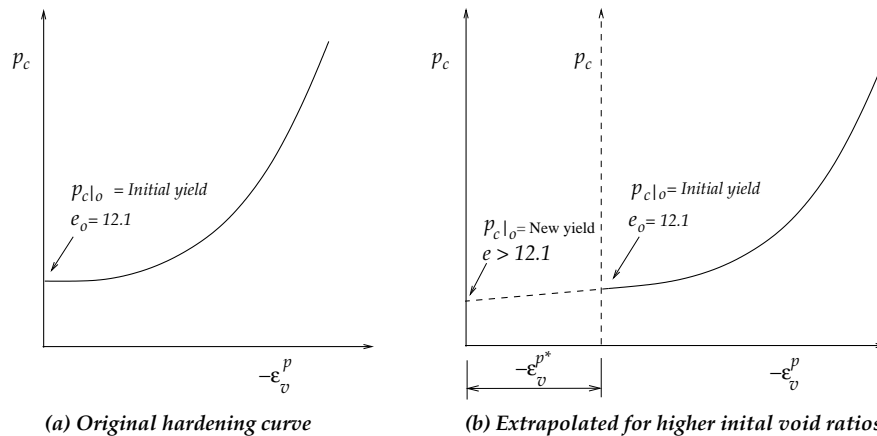 p_c
p_c|_o = Initial yield
e_o = 12.1
−ε_v^p
(a) Original hardening curve
p_c
p_c
p_c|_o = New yield
e > 12.1
p_c|_o = Initial yield
e_o = 12.1
−ε_v^{p*}
−ε_v^p
(b) Extrapolated for higher inital void ratios